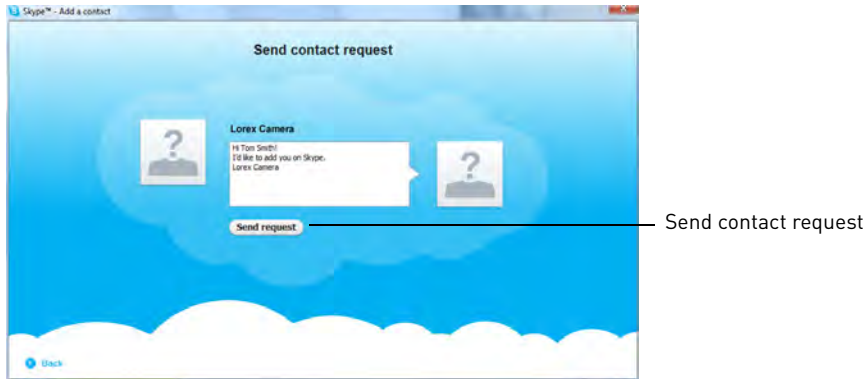 Skype™ - Add a contact
Send contact request
Lorex Camera
Hi Tom Smith!
I'd like to add you on Skype.
Lorex Camera
Send request
Send contact request
Back